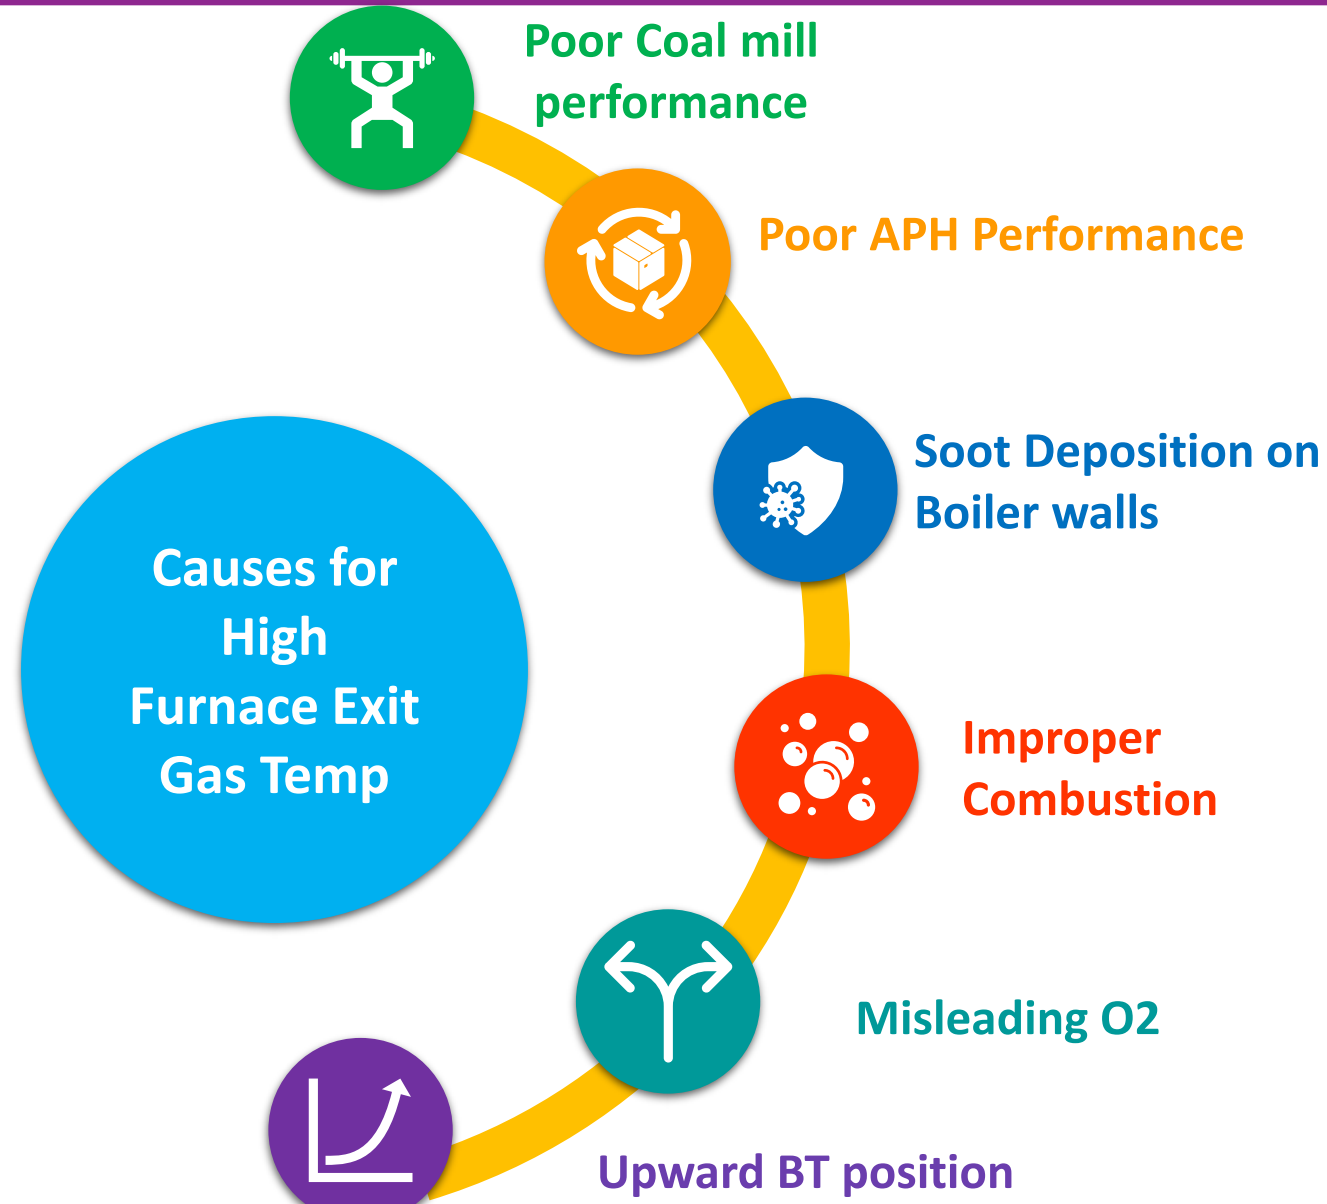 Poor Coal mill
performance
Poor APH Performance
Soot Deposition on
Boiler walls
Causes for
High
Furnace Exit
Gas Temp
Improper
Combustion
Misleading O2
Upward BT position